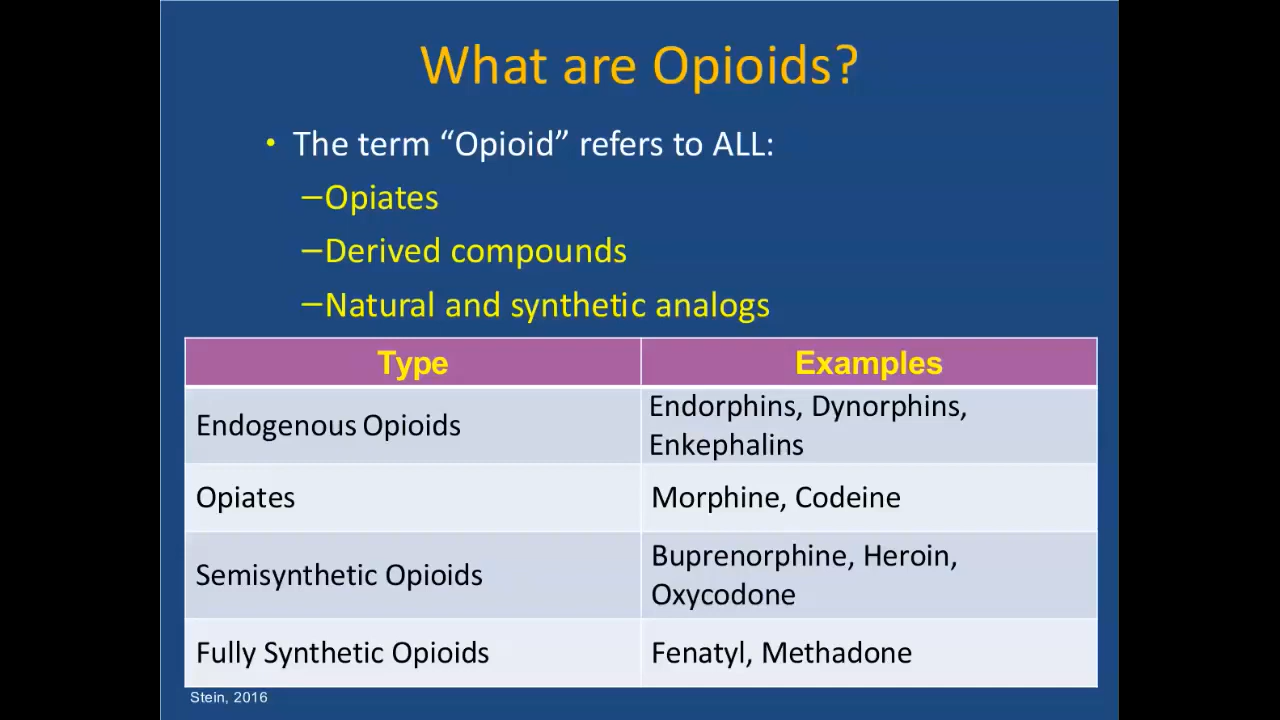 What are Opioids?
• The term “Opioid” refers to ALL:
–Opiates
–Derived compounds
–Natural and synthetic analogs
Type Examples
Endogenous Opioids Endorphins, Dynorphins,
Enkephalins
Opiates Morphine, Codeine
Semisynthetic Opioids Buprenorphine, Heroin,
Oxycodone
Fully Synthetic Opioids Fenatyl, Methadone
Stein, 2016